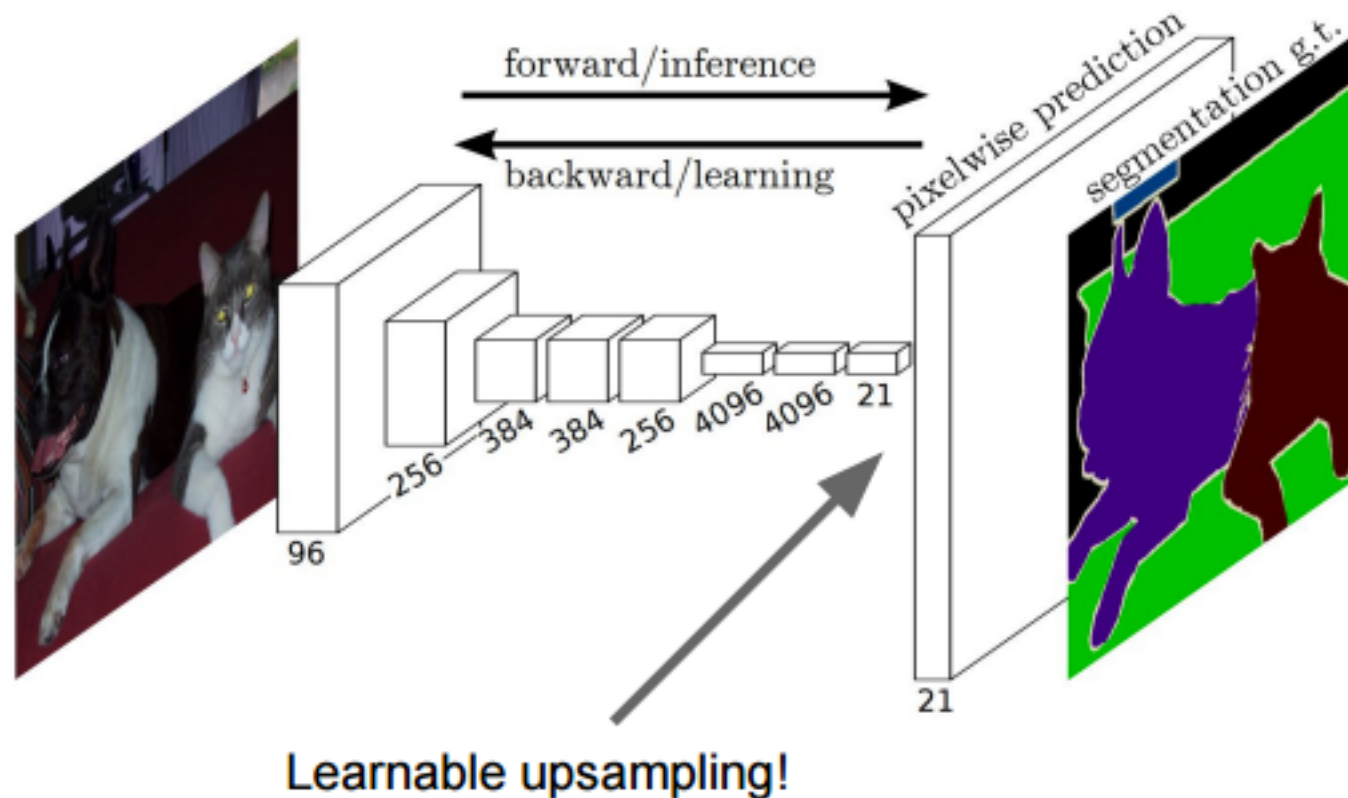 forward/inference
backward/learning
pixelwise prediction
segmentation g.t.
96
256
384
384
256
4096
4096
21
21
Learnable upsampling!